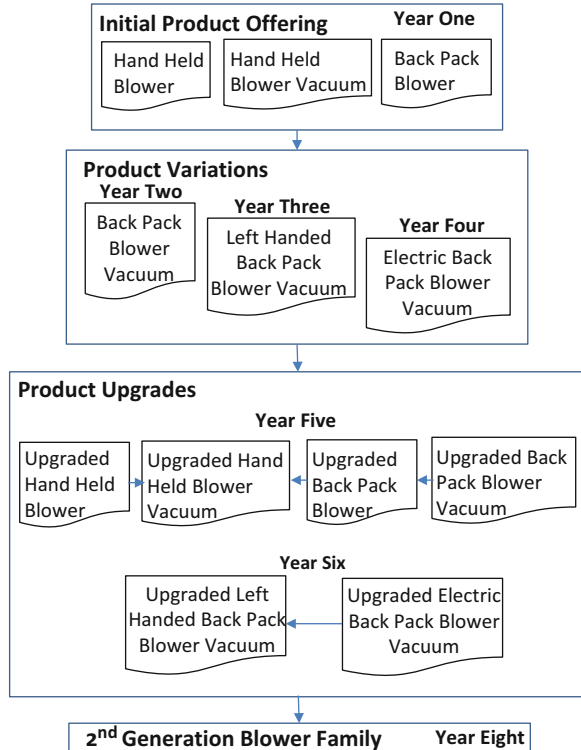 Initial Product Offering
Year One
Hand Held
Blower
Hand Held
Blower Vacuum
Back Pack
Blower
Product Variations
Year Two
Back Pack
Blower
Vacuum
Year Three
Left Handed
Back Pack
Blower Vacuum
Year Four
Electric Back
Pack Blower
Vacuum
Product Upgrades
Year Five
Upgraded
Hand Held
Blower
Upgraded Hand
Held Blower
Vacuum
Upgraded
Back Pack
Blower
Upgraded Back
Pack Blower
Vacuum
Year Six
Upgraded Left
Handed Back Pack
Blower Vacuum
Upgraded Electric
Back Pack Blower
Vacuum
2nd Generation Blower Family
Year Eight